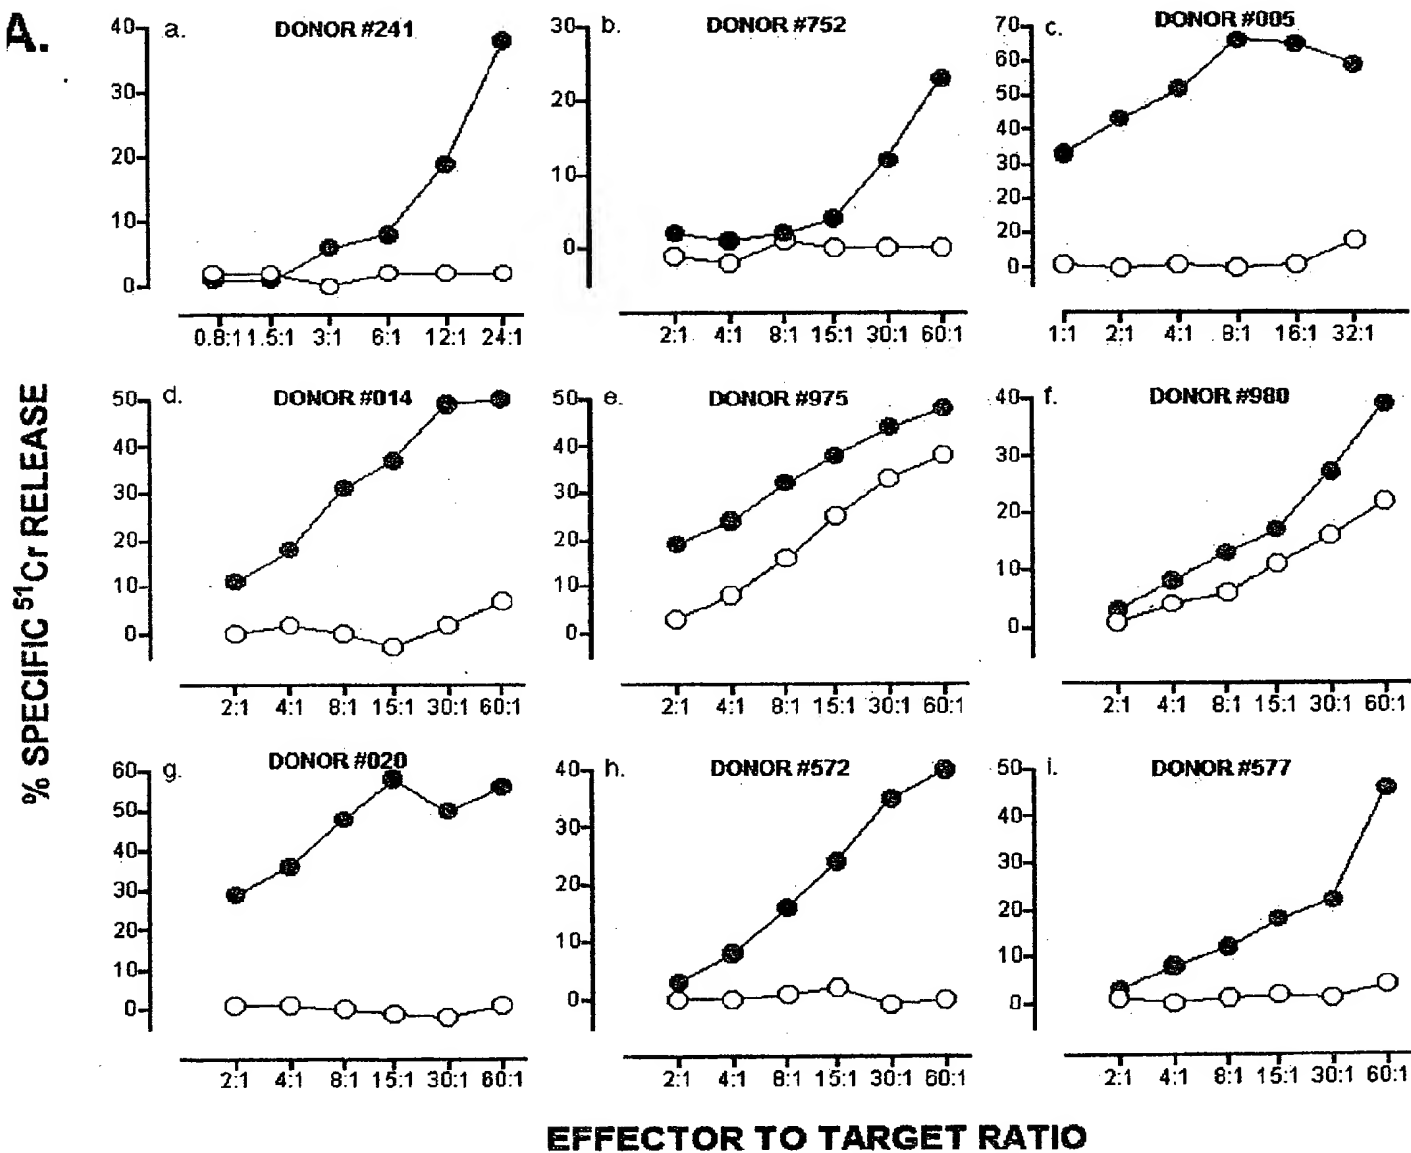 A.
a.
DONOR #241
40
30
20
10
0
0.8:1 1.5:1 3:1 6:1 12:1 24:1
b.
DONOR #752
30
20
10
0
2:1 4:1 8:1 15:1 30:1 60:1
c.
DONOR #005
70
60
50
40
30
20
20
0
1:1 2:1 4:1 8:1 16:1 32:1
d.
DONOR #014
50
40
30
20
10
0
2:1 4:1 8:1 15:1 30:1 60:1
e.
DONOR #975
50
40
30
20
10
0
2:1 4:1 8:1 15:1 30:1 60:1
f.
DONOR #980
40
30
20
10
0
2:1 4:1 8:1 15:1 30:1 60:1
g.
DONOR #020
60
50
40
30
20
10
0
2:1 4:1 8:1 15:1 30:1 60:1
h.
DONOR #572
40
30
20
10
0
2:1 4:1 8:1 15:1 30:1 60:1
i.
DONOR #577
50
40
30
20
10
0
2:1 4:1 8:1 15:1 30:1 60:1
% SPECIFIC ⁵¹Cr RELEASE
EFFECTOR TO TARGET RATIO